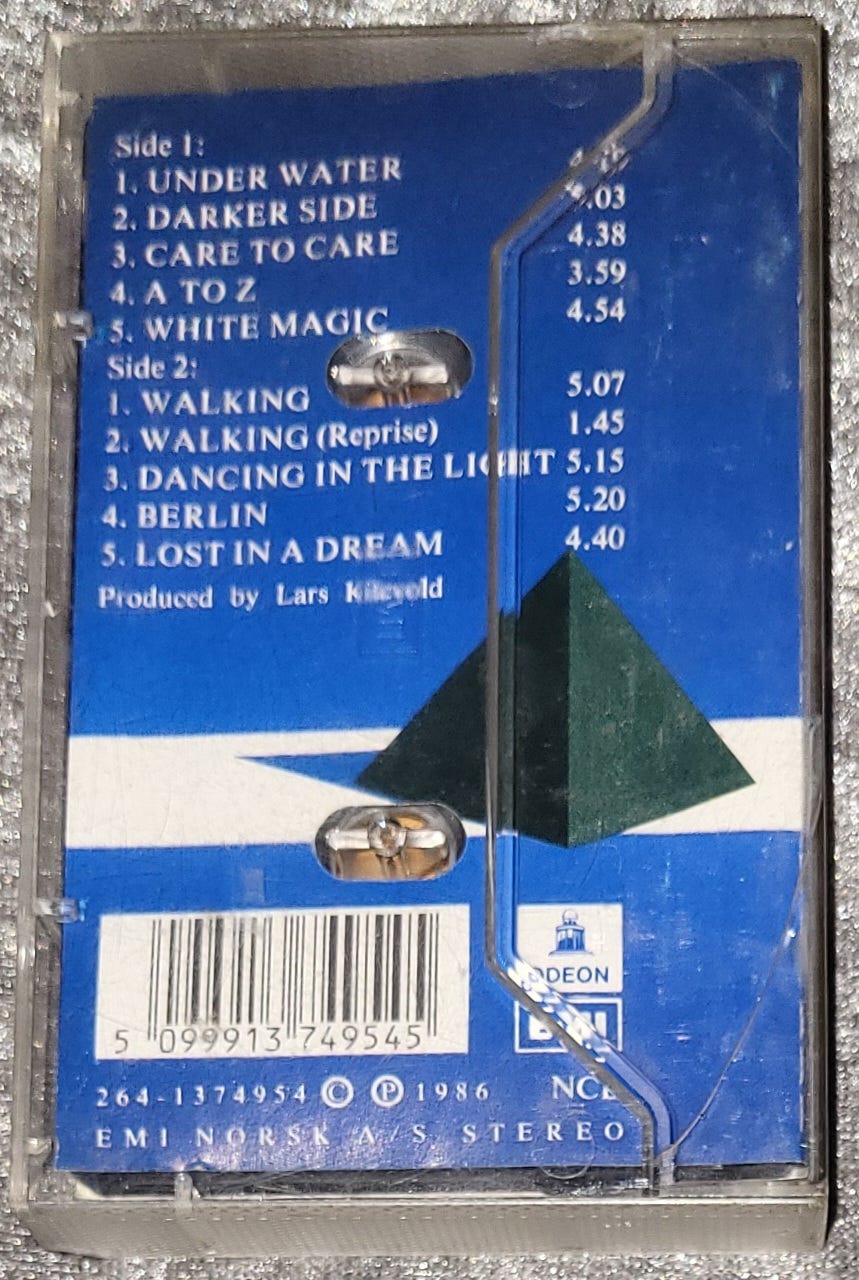 Side 1:
1. UNDER WATER
2. DARKER SIDE .03
3. CARE TO CARE 4.38
4. A TO Z 3.59
5. WHITE MAGIC 4.54
Side 2:
1. WALKING 5.07
2. WALKING (Reprise) 1.45
3. DANCING IN THE LIGHT 5.15
4. BERLIN 5.20
5. LOST IN A DREAM 4.40
Produced by Lars Kilevold
ODEON
EMI
5 099913 749545
264-1374954 © ℗ 1986 NCB
EMI NORSK A/S STEREO